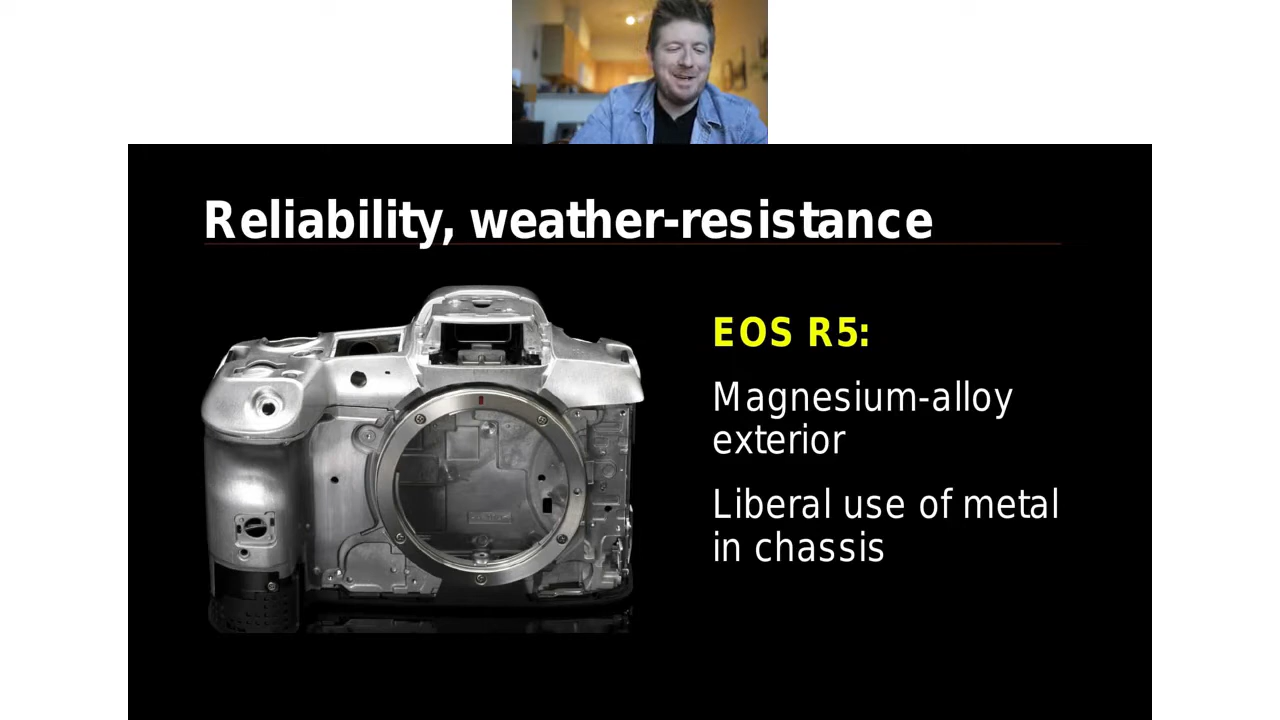 Reliability, weather-resistance
EOS R5:
Magnesium-alloy
exterior
Liberal use of metal
in chassis